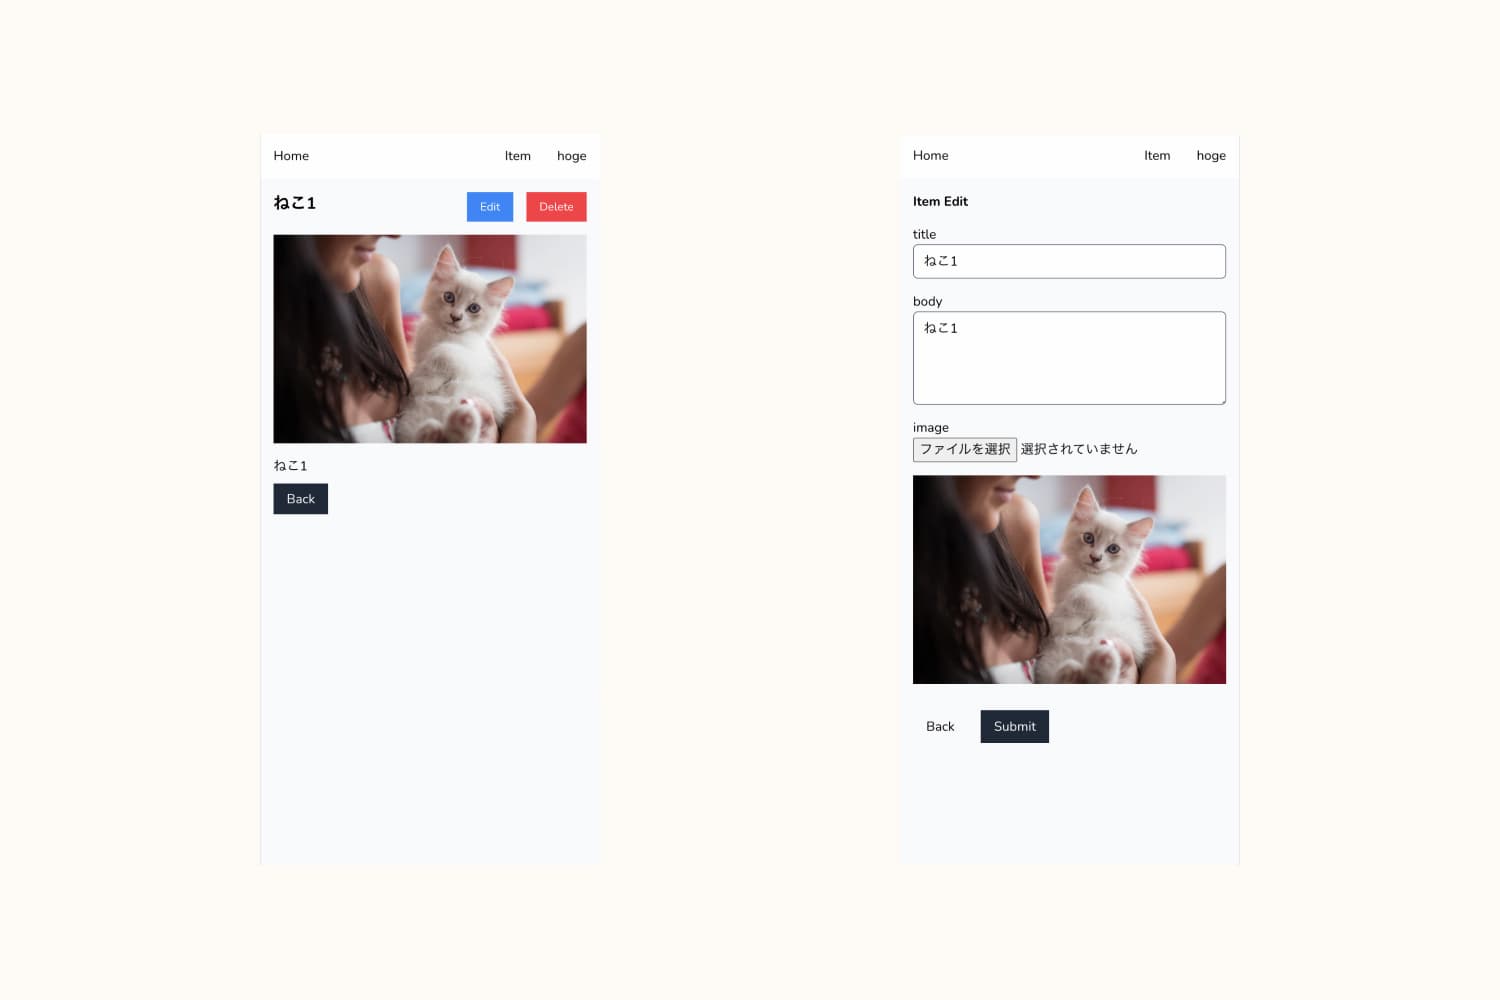 Home Item hoge
ねこ1 Edit Delete
ねこ1
Back
Home Item hoge
Item Edit
title
ねこ1
body
ねこ1
image
ファイルを選択 選択されていません
Back Submit